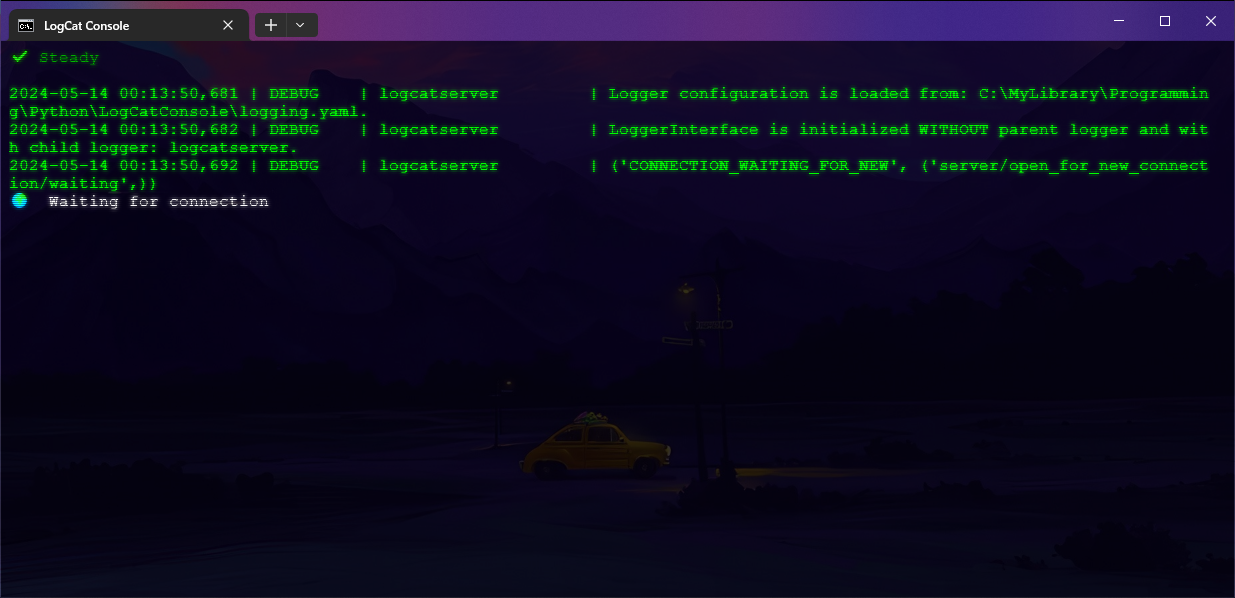 LogCat Console
✓ Steady
2024-05-14 00:13:50,681 | DEBUG    | logcatserver         | Logger configuration is loaded from: C:\MyLibrary\Programmin
g\Python\LogCatConsole\logging.yaml.
2024-05-14 00:13:50,682 | DEBUG    | logcatserver         | LoggerInterface is initialized WITHOUT parent logger and wit
h child logger: logcatserver.
2024-05-14 00:13:50,692 | DEBUG    | logcatserver         | ('CONNECTION_WAITING_FOR_NEW', ('server/open_for_new_connect
ion/waiting',))
Waiting for connection